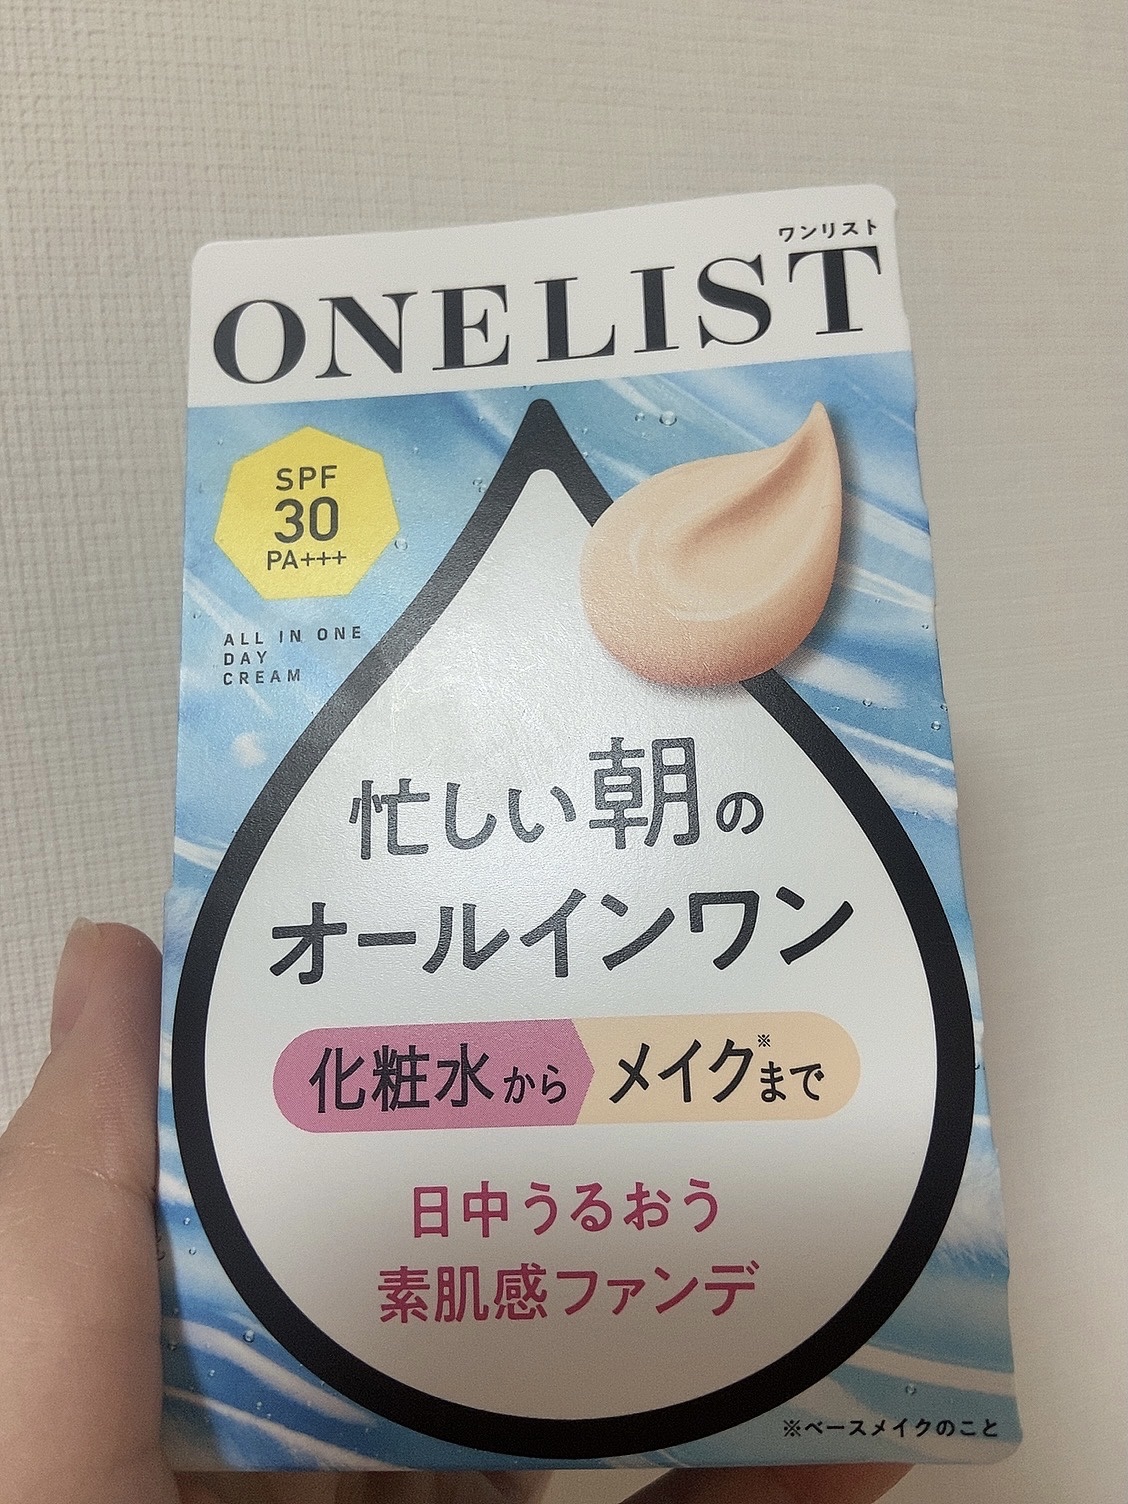 ワンリスト
ONELIST
SPF
30
PA+++
ALL IN ONE
DAY
CREAM
忙しい朝の
オールインワン
化粧水から メイク※まで
日中うるおう
素肌感ファンデ
※ベースメイクのこと